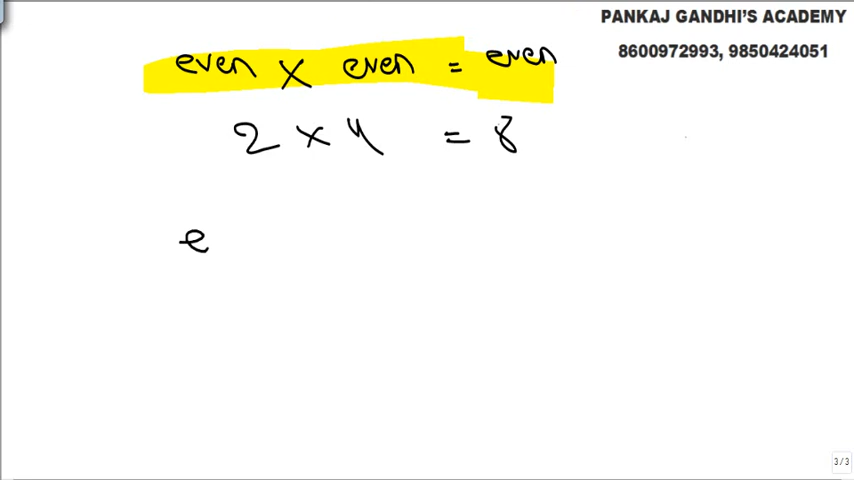 PANKAJ GANDHI'S ACADEMY
8600972993, 9850424051
even × even = even
2 × 4 = 8
e
3/3